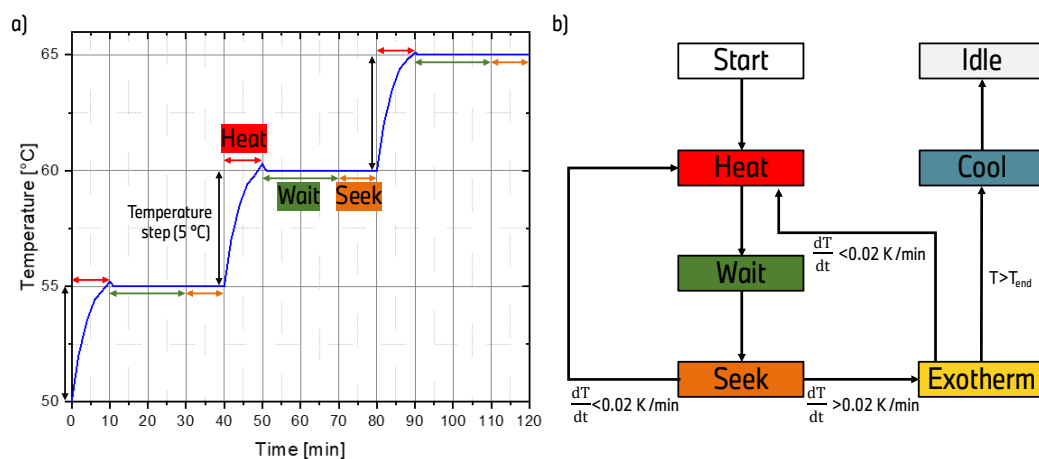 a)
Temperature [°C]
65
60
55
50
Heat
Wait
Seek
Temperature
step (5 °C)
0
10
20
30
40
50
60
70
80
90
100
110
120
Time [min]
b)
Start
Idle
Heat
Cool
dT/dt <0.02 K/min
T>Tend
Wait
Seek
Exotherm
dT/dt <0.02 K/min
dT/dt >0.02 K/min